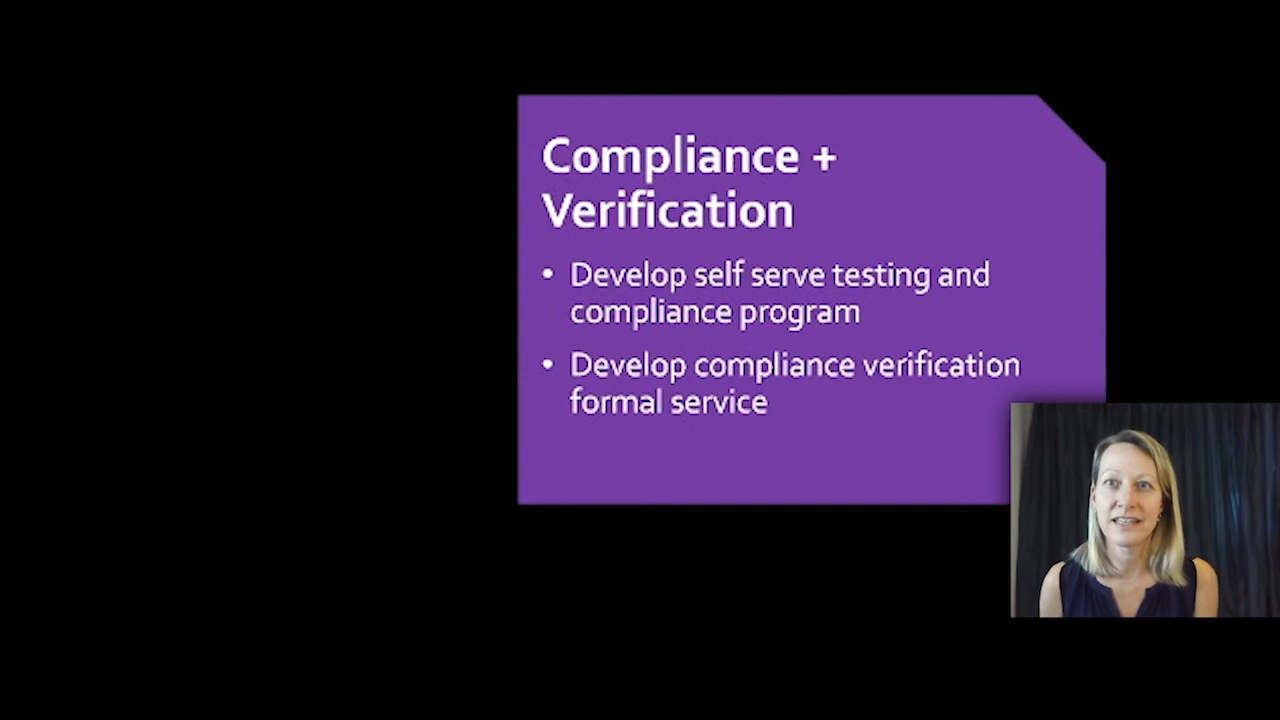 Compliance +
Verification
• Develop self serve testing and
compliance program
• Develop compliance verification
formal service